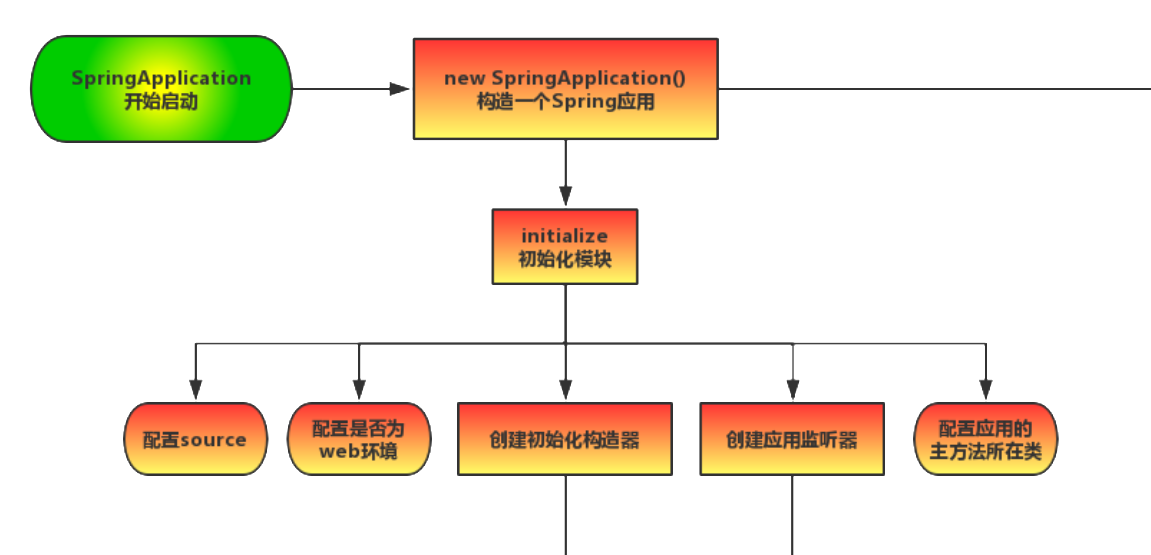 SpringApplication
开始启动
new SpringApplication()
构造一个Spring应用
initialize
初始化模块
配置source
配置是否为
web环境
创建初始化构造器
创建应用监听器
配置应用的
主方法所在类